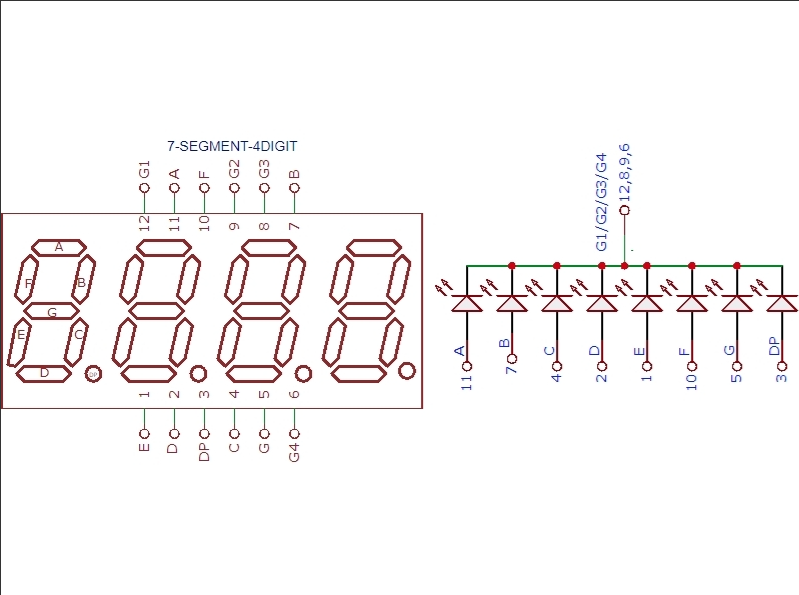 7-SEGMENT-4DIGIT
G1 A F G2 G3 B
12 11 10 9 8 7
A
F B
G
E C
D DP
1 2 3 4 5 6
E D DP C G G4
G1/G2/G3/G4
12,8,9,6
A B C D E F G DP
11 7 4 2 1 10 5 3